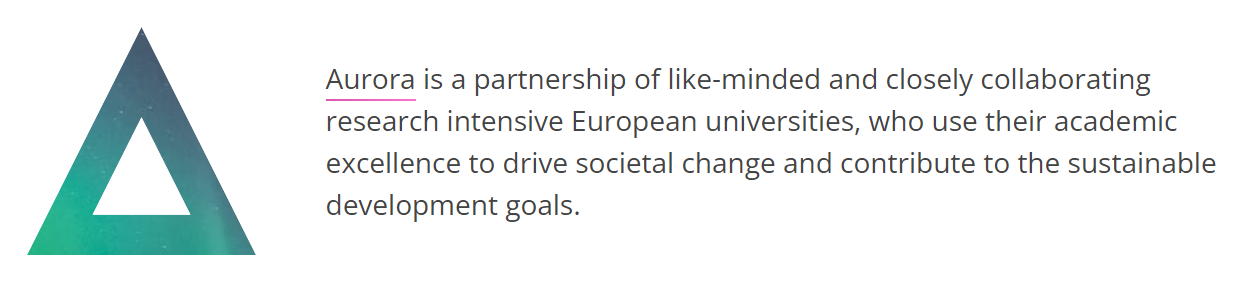 Aurora is a partnership of like-minded and closely collaborating
research intensive European universities, who use their academic
excellence to drive societal change and contribute to the sustainable
development goals.